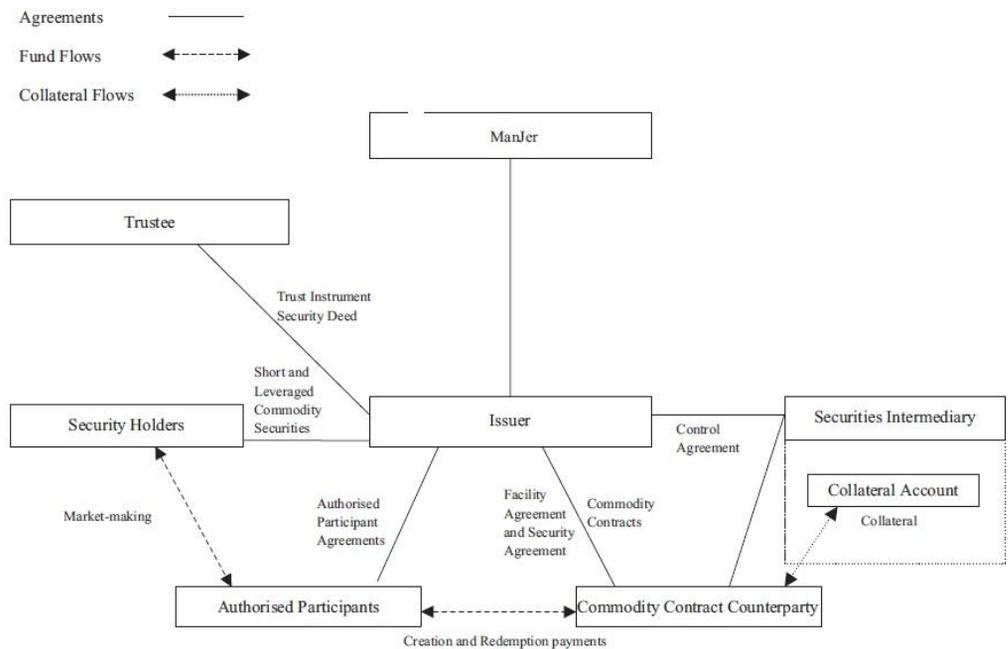 Agreements
Fund Flows
Collateral Flows
ManJer
Trustee
Trust Instrument
Security Deed
Short and
Leveraged
Commodity
Securities
Security Holders
Issuer
Securities Intermediary
Control
Agreement
Collateral Account
Collateral
Market-making
Authorised
Participant
Agreements
Facility
Agreement
and Security
Agreement
Commodity
Contracts
Authorised Participants
Commodity Contract Counterparty
Creation and Redemption payments